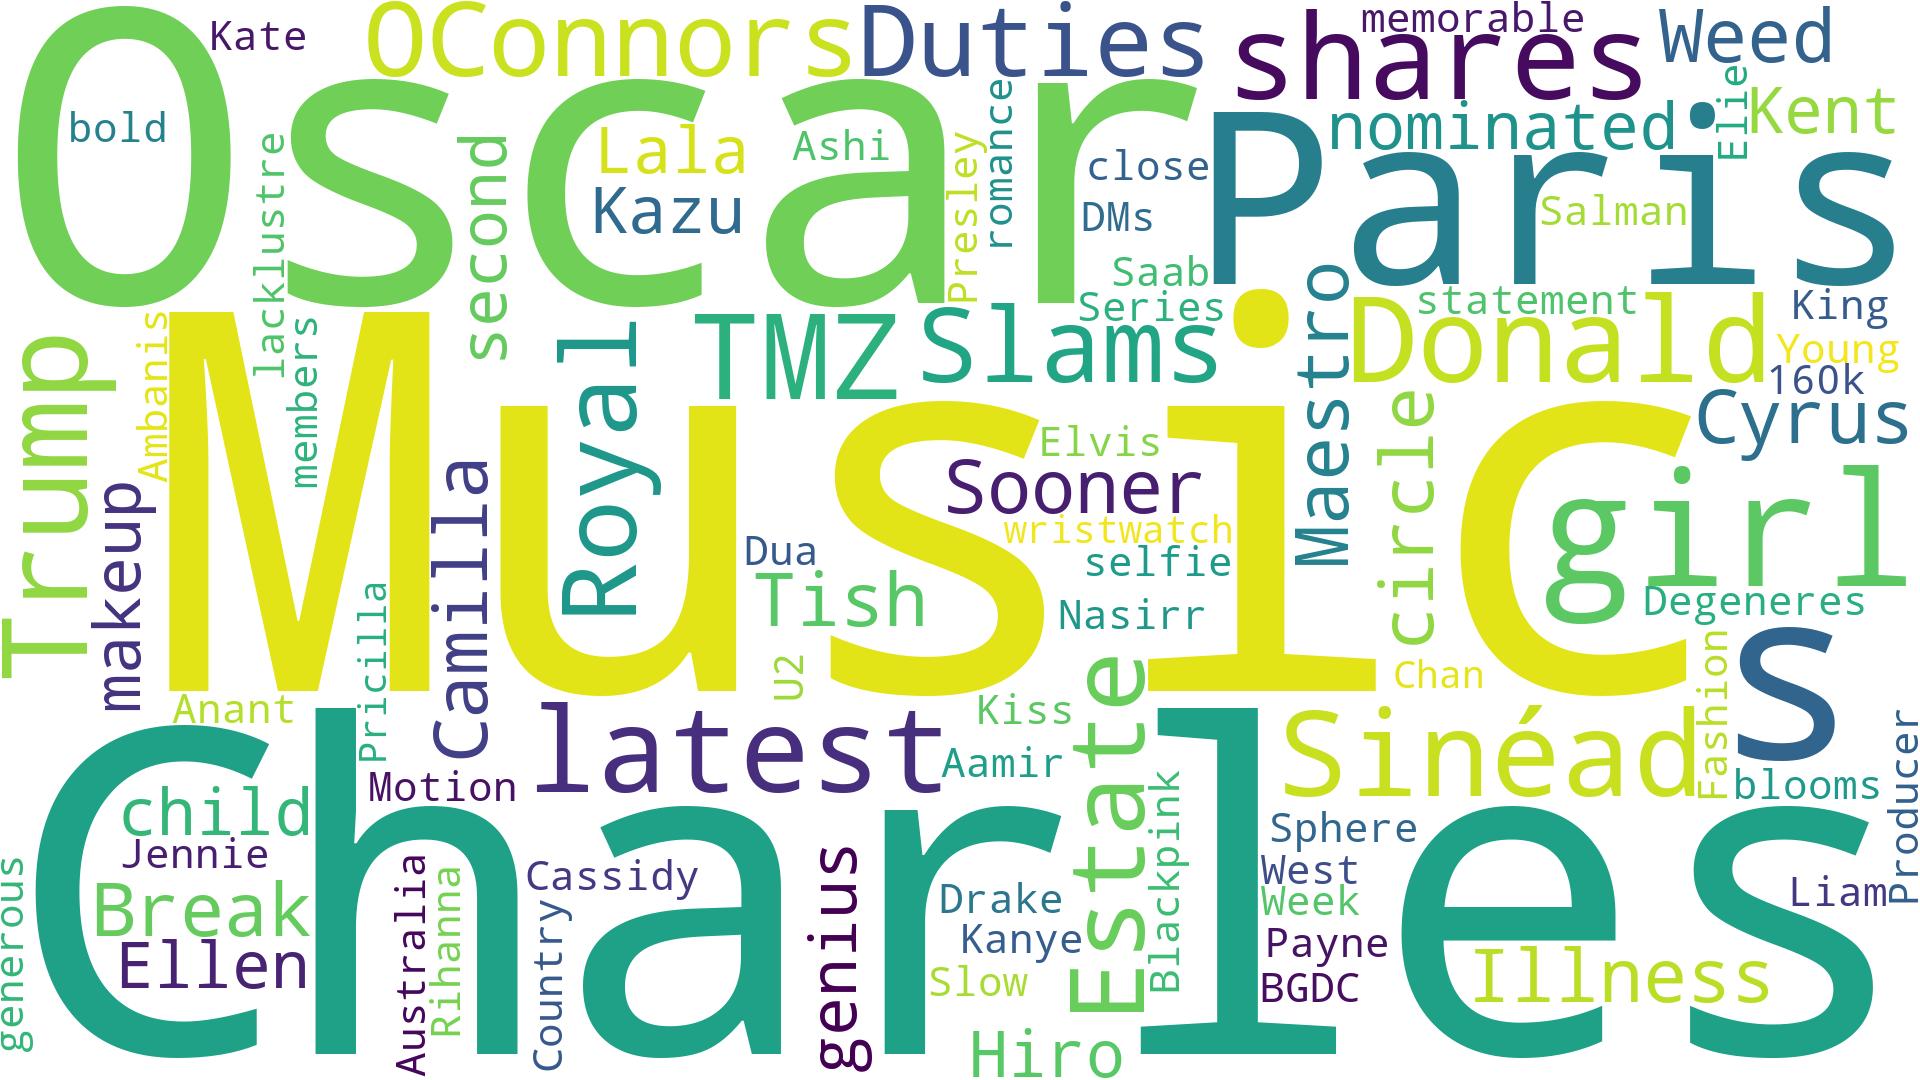 Oscar
Kate
OConnors
Duties
shares
memorable
Weed
bold
lacklustre
second
Lala
Kazu
Ashi
Presley
romance
close
DMs
Paris
nominated
Elie
Kent
Salman
Saab
Series
statement
King
Trump
Ambanis
members
Music
Royal
TMZ
Slams
Maestro
Donald
Young
160k
Cyrus
makeup
Camilla
Elvis
Sooner
wristwatch
circle
girl
Dua
selfie
Tish
Nasirr
Degeneres
Pricilla
U2
Chan
Fashion
S
Anant
Kiss
latest
Estate
Sinéad
Motion
Aamir
blooms
Producer
Charles
child
Jennie
Break
Ellen
generous
Australia
Rihanna
Cassidy
Country
genius
Drake
Kanye
Slow
Blackpink
Sphere
West
Week
Payne
BGDC
Liam
Illness
Hiro